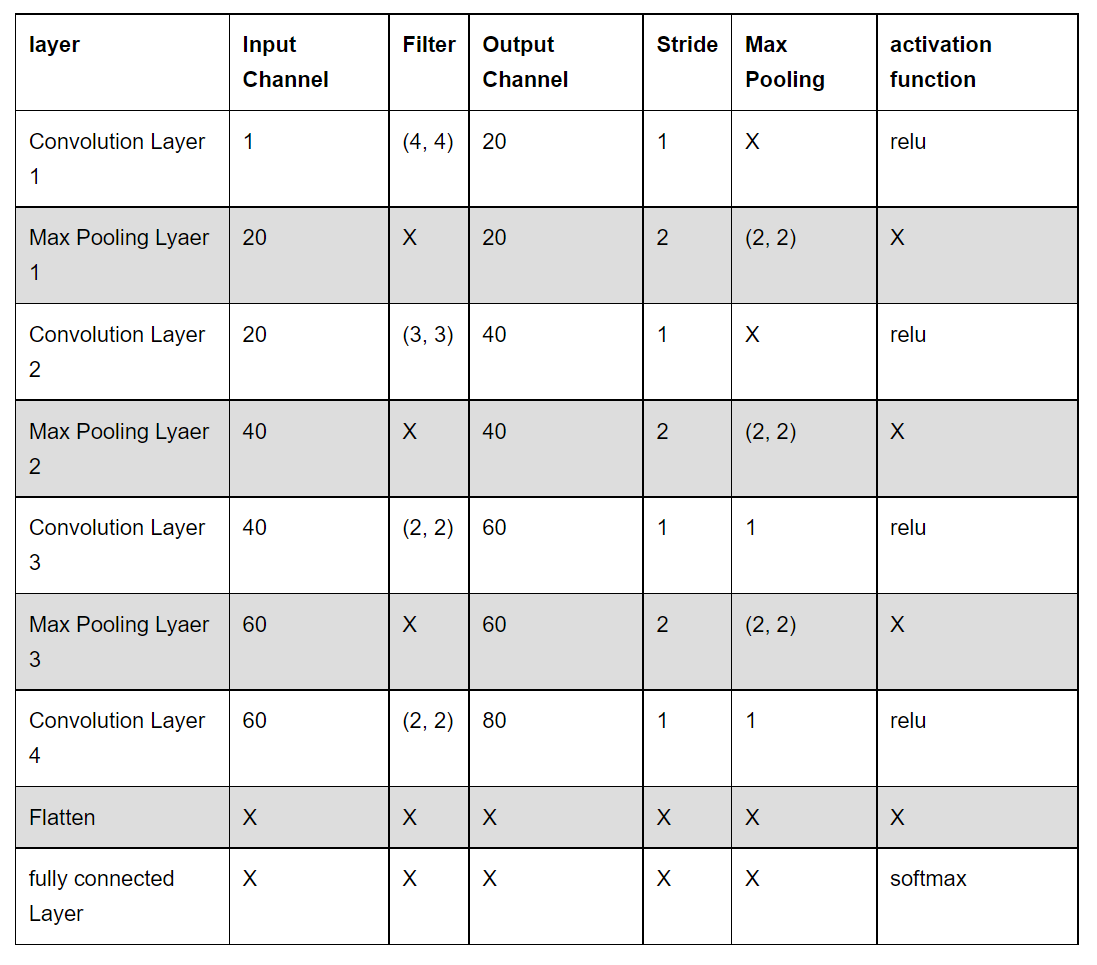 layer Input Channel Filter Output Channel Stride Max Pooling activation function
Convolution Layer 1 1 (4, 4) 20 1 X relu
Max Pooling Lyaer 1 20 X 20 2 (2, 2) X
Convolution Layer 2 20 (3, 3) 40 1 X relu
Max Pooling Lyaer 2 40 X 40 2 (2, 2) X
Convolution Layer 3 40 (2, 2) 60 1 1 relu
Max Pooling Lyaer 3 60 X 60 2 (2, 2) X
Convolution Layer 4 60 (2, 2) 80 1 1 relu
Flatten X X X X X X
fully connected Layer X X X X X softmax